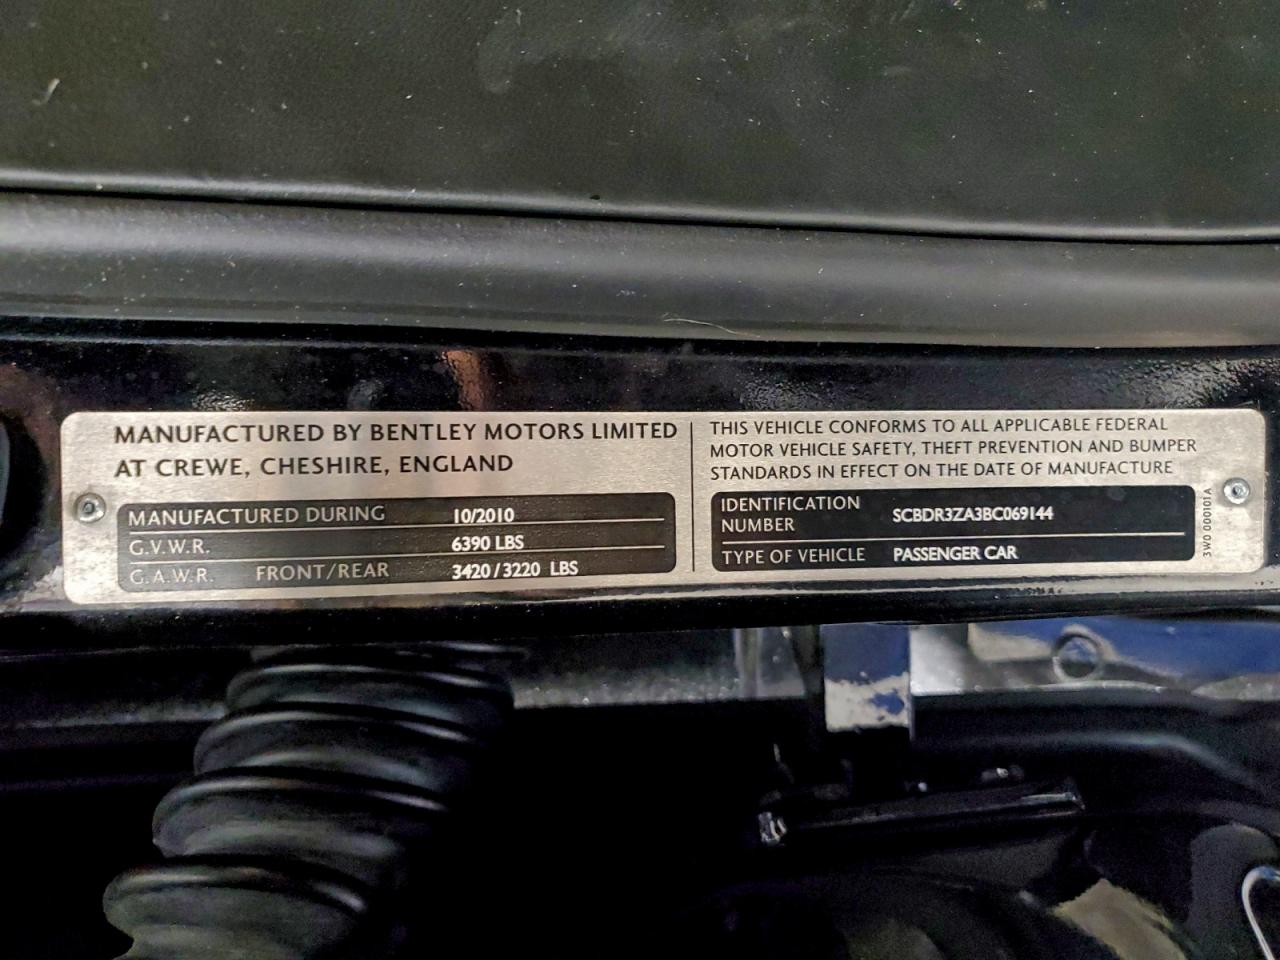 MANUFACTURED BY BENTLEY MOTORS LIMITED
AT CREWE, CHESHIRE, ENGLAND
MANUFACTURED DURING 10/2010
G.V.W.R. 6390 LBS
G.A.W.R. FRONT/REAR 3420/3220 LBS
THIS VEHICLE CONFORMS TO ALL APPLICABLE FEDERAL
MOTOR VEHICLE SAFETY, THEFT PREVENTION AND BUMPER
STANDARDS IN EFFECT ON THE DATE OF MANUFACTURE
IDENTIFICATION
NUMBER SCBDR3ZA3BC069144
TYPE OF VEHICLE PASSENGER CAR
3W0 000101A